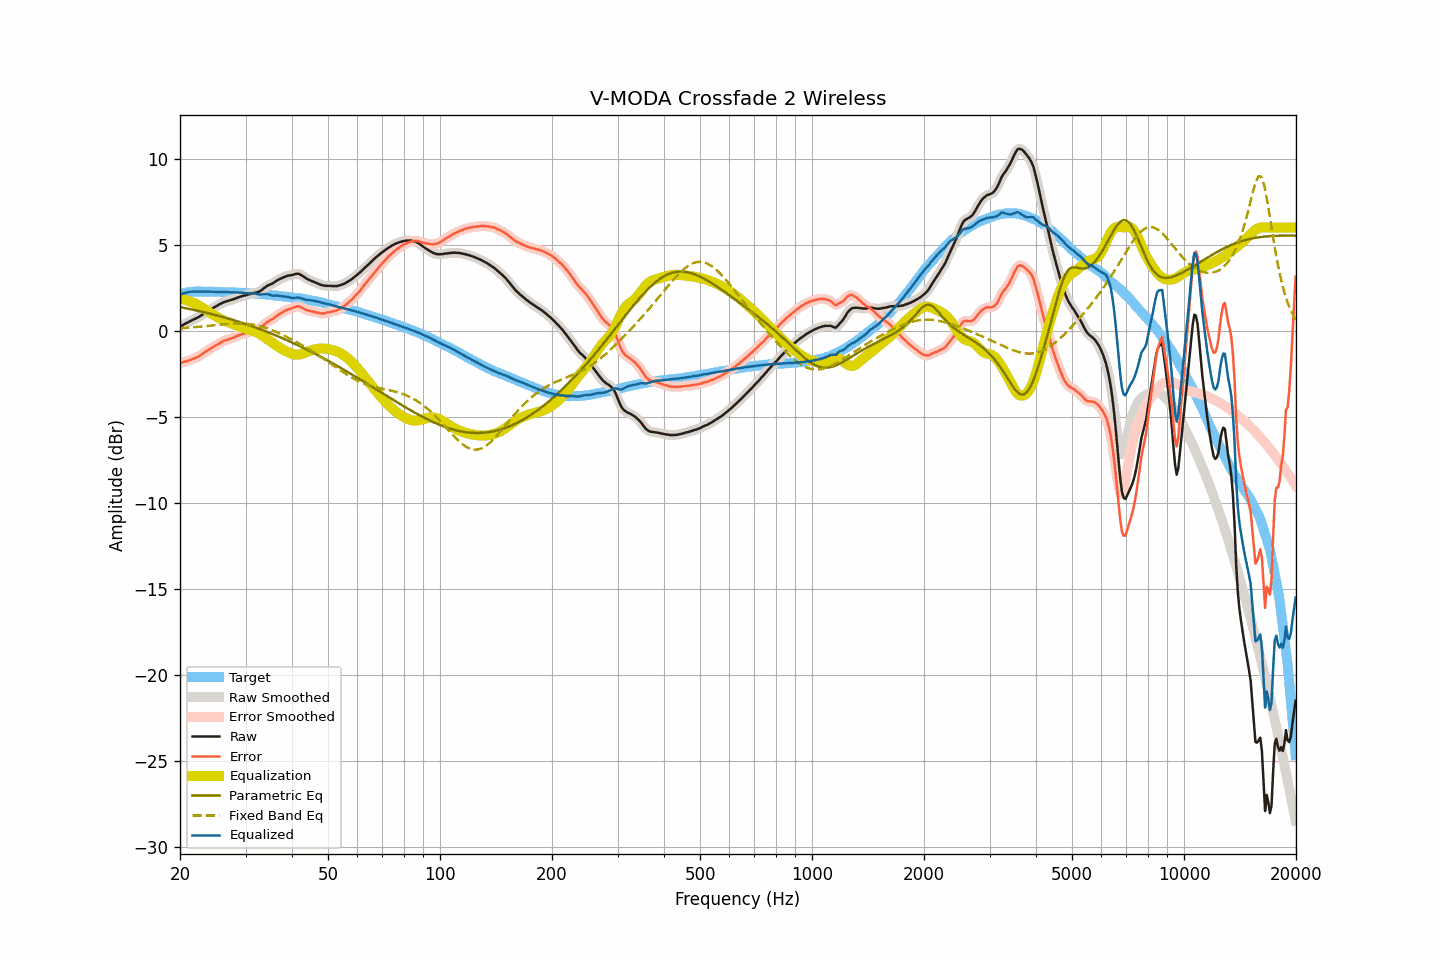 V-MODA Crossfade 2 Wireless
10
5
0
−5
−10
−15
−20
−25
−30
Amplitude (dBr)
Target
Raw Smoothed
Error Smoothed
Raw
Error
Equalization
Parametric Eq
Fixed Band Eq
Equalized
20 50 100 200 500 1000 2000 5000 10000 20000
Frequency (Hz)